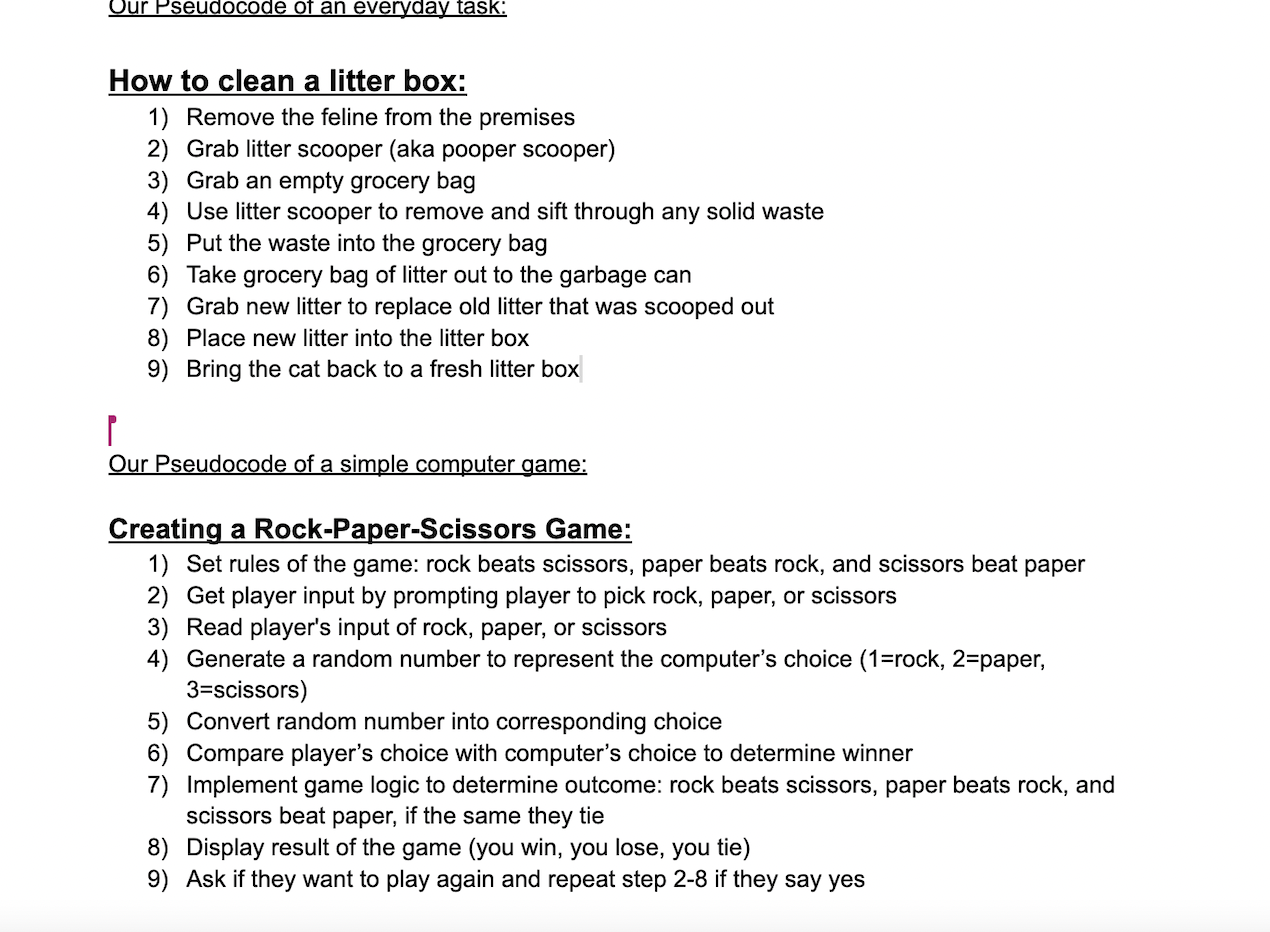 Our Pseudocode of an everyday task:
How to clean a litter box:
1) Remove the feline from the premises
2) Grab litter scooper (aka pooper scooper)
3) Grab an empty grocery bag
4) Use litter scooper to remove and sift through any solid waste
5) Put the waste into the grocery bag
6) Take grocery bag of litter out to the garbage can
7) Grab new litter to replace old litter that was scooped out
8) Place new litter into the litter box
9) Bring the cat back to a fresh litter box
Our Pseudocode of a simple computer game:
Creating a Rock-Paper-Scissors Game:
1) Set rules of the game: rock beats scissors, paper beats rock, and scissors beat paper
2) Get player input by prompting player to pick rock, paper, or scissors
3) Read player's input of rock, paper, or scissors
4) Generate a random number to represent the computer’s choice (1=rock, 2=paper,
3=scissors)
5) Convert random number into corresponding choice
6) Compare player’s choice with computer’s choice to determine winner
7) Implement game logic to determine outcome: rock beats scissors, paper beats rock, and
scissors beat paper, if the same they tie
8) Display result of the game (you win, you lose, you tie)
9) Ask if they want to play again and repeat step 2-8 if they say yes